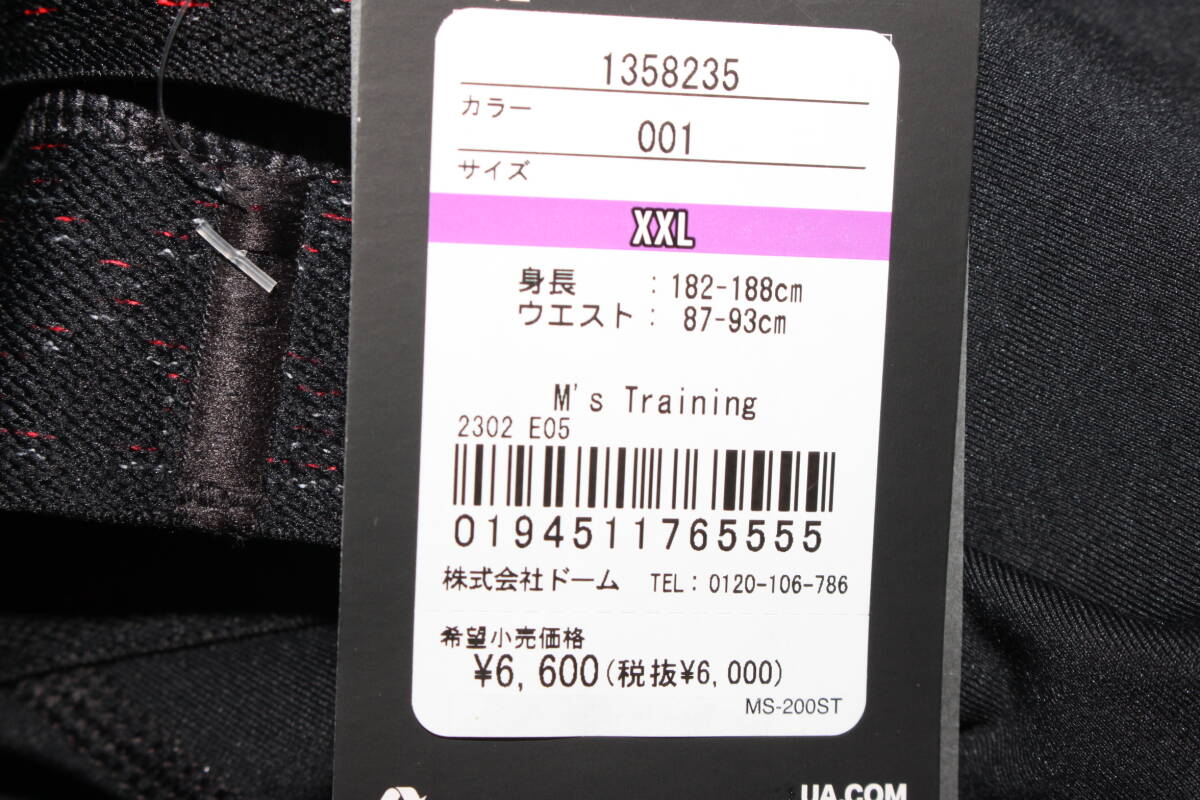 1358235
カラー
001
サイズ
XXL
身長 : 182-188cm
ウエスト : 87-93cm
M's Training
2302 E05
0194511765555
株式会社ドーム TEL: 0120-106-786
希望小売価格
¥6,600(税抜¥6,000)
MS-200ST
UA.COM